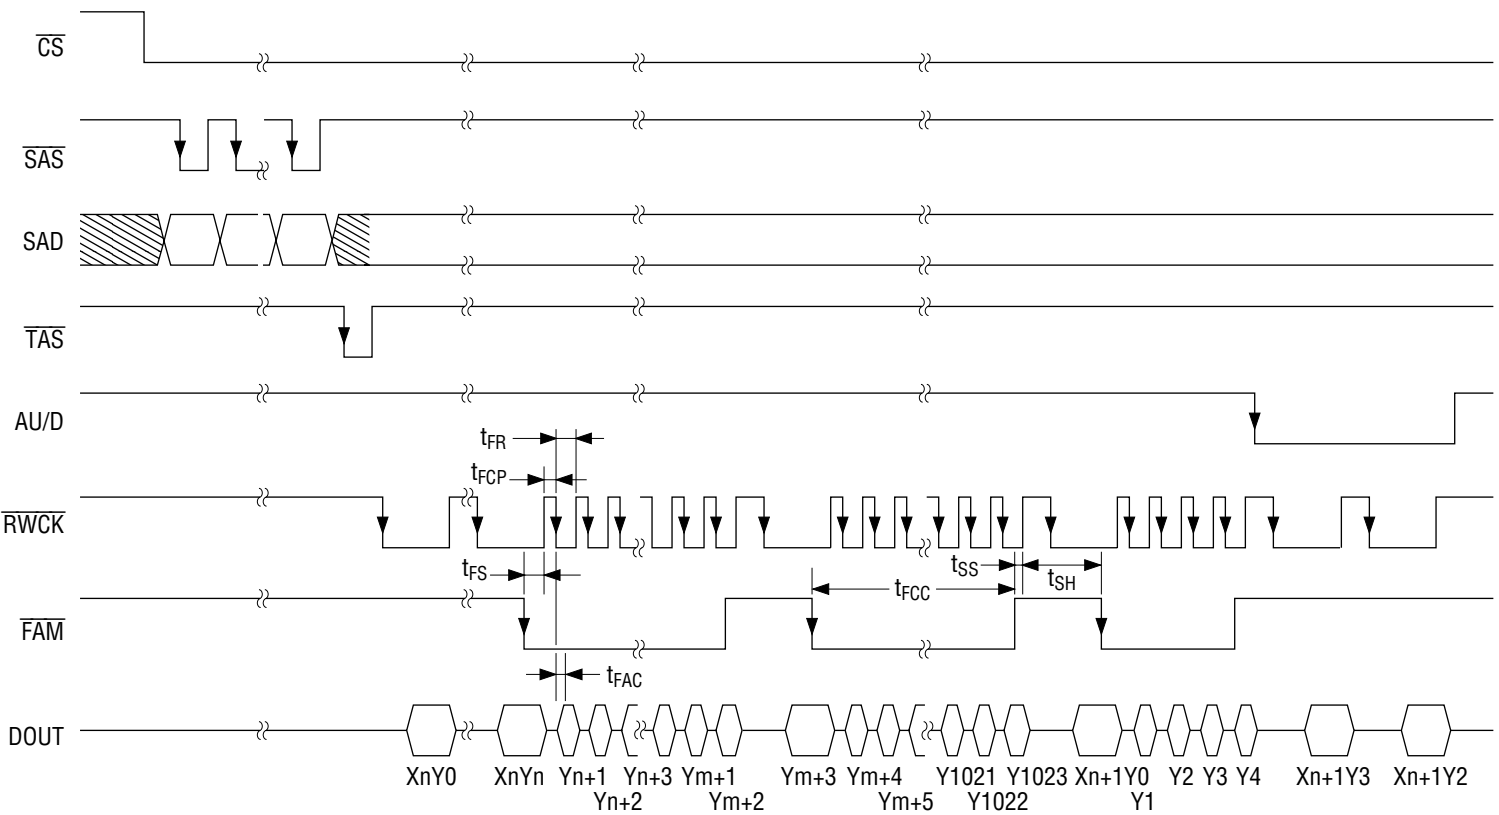 CS
SAS
SAD
TAS
AU/D
tFR
tFCP
RWCK
tFS
tSS
tSH
tFCC
FAM
tFAC
DOUT
XnY0 XnYn Yn+1 Yn+3 Ym+1 Ym+3 Ym+4 Y1021 Y1023 Xn+1Y0 Y2 Y3 Y4 Xn+1Y3 Xn+1Y2
Yn+2 Ym+2 Ym+5 Y1022 Y1